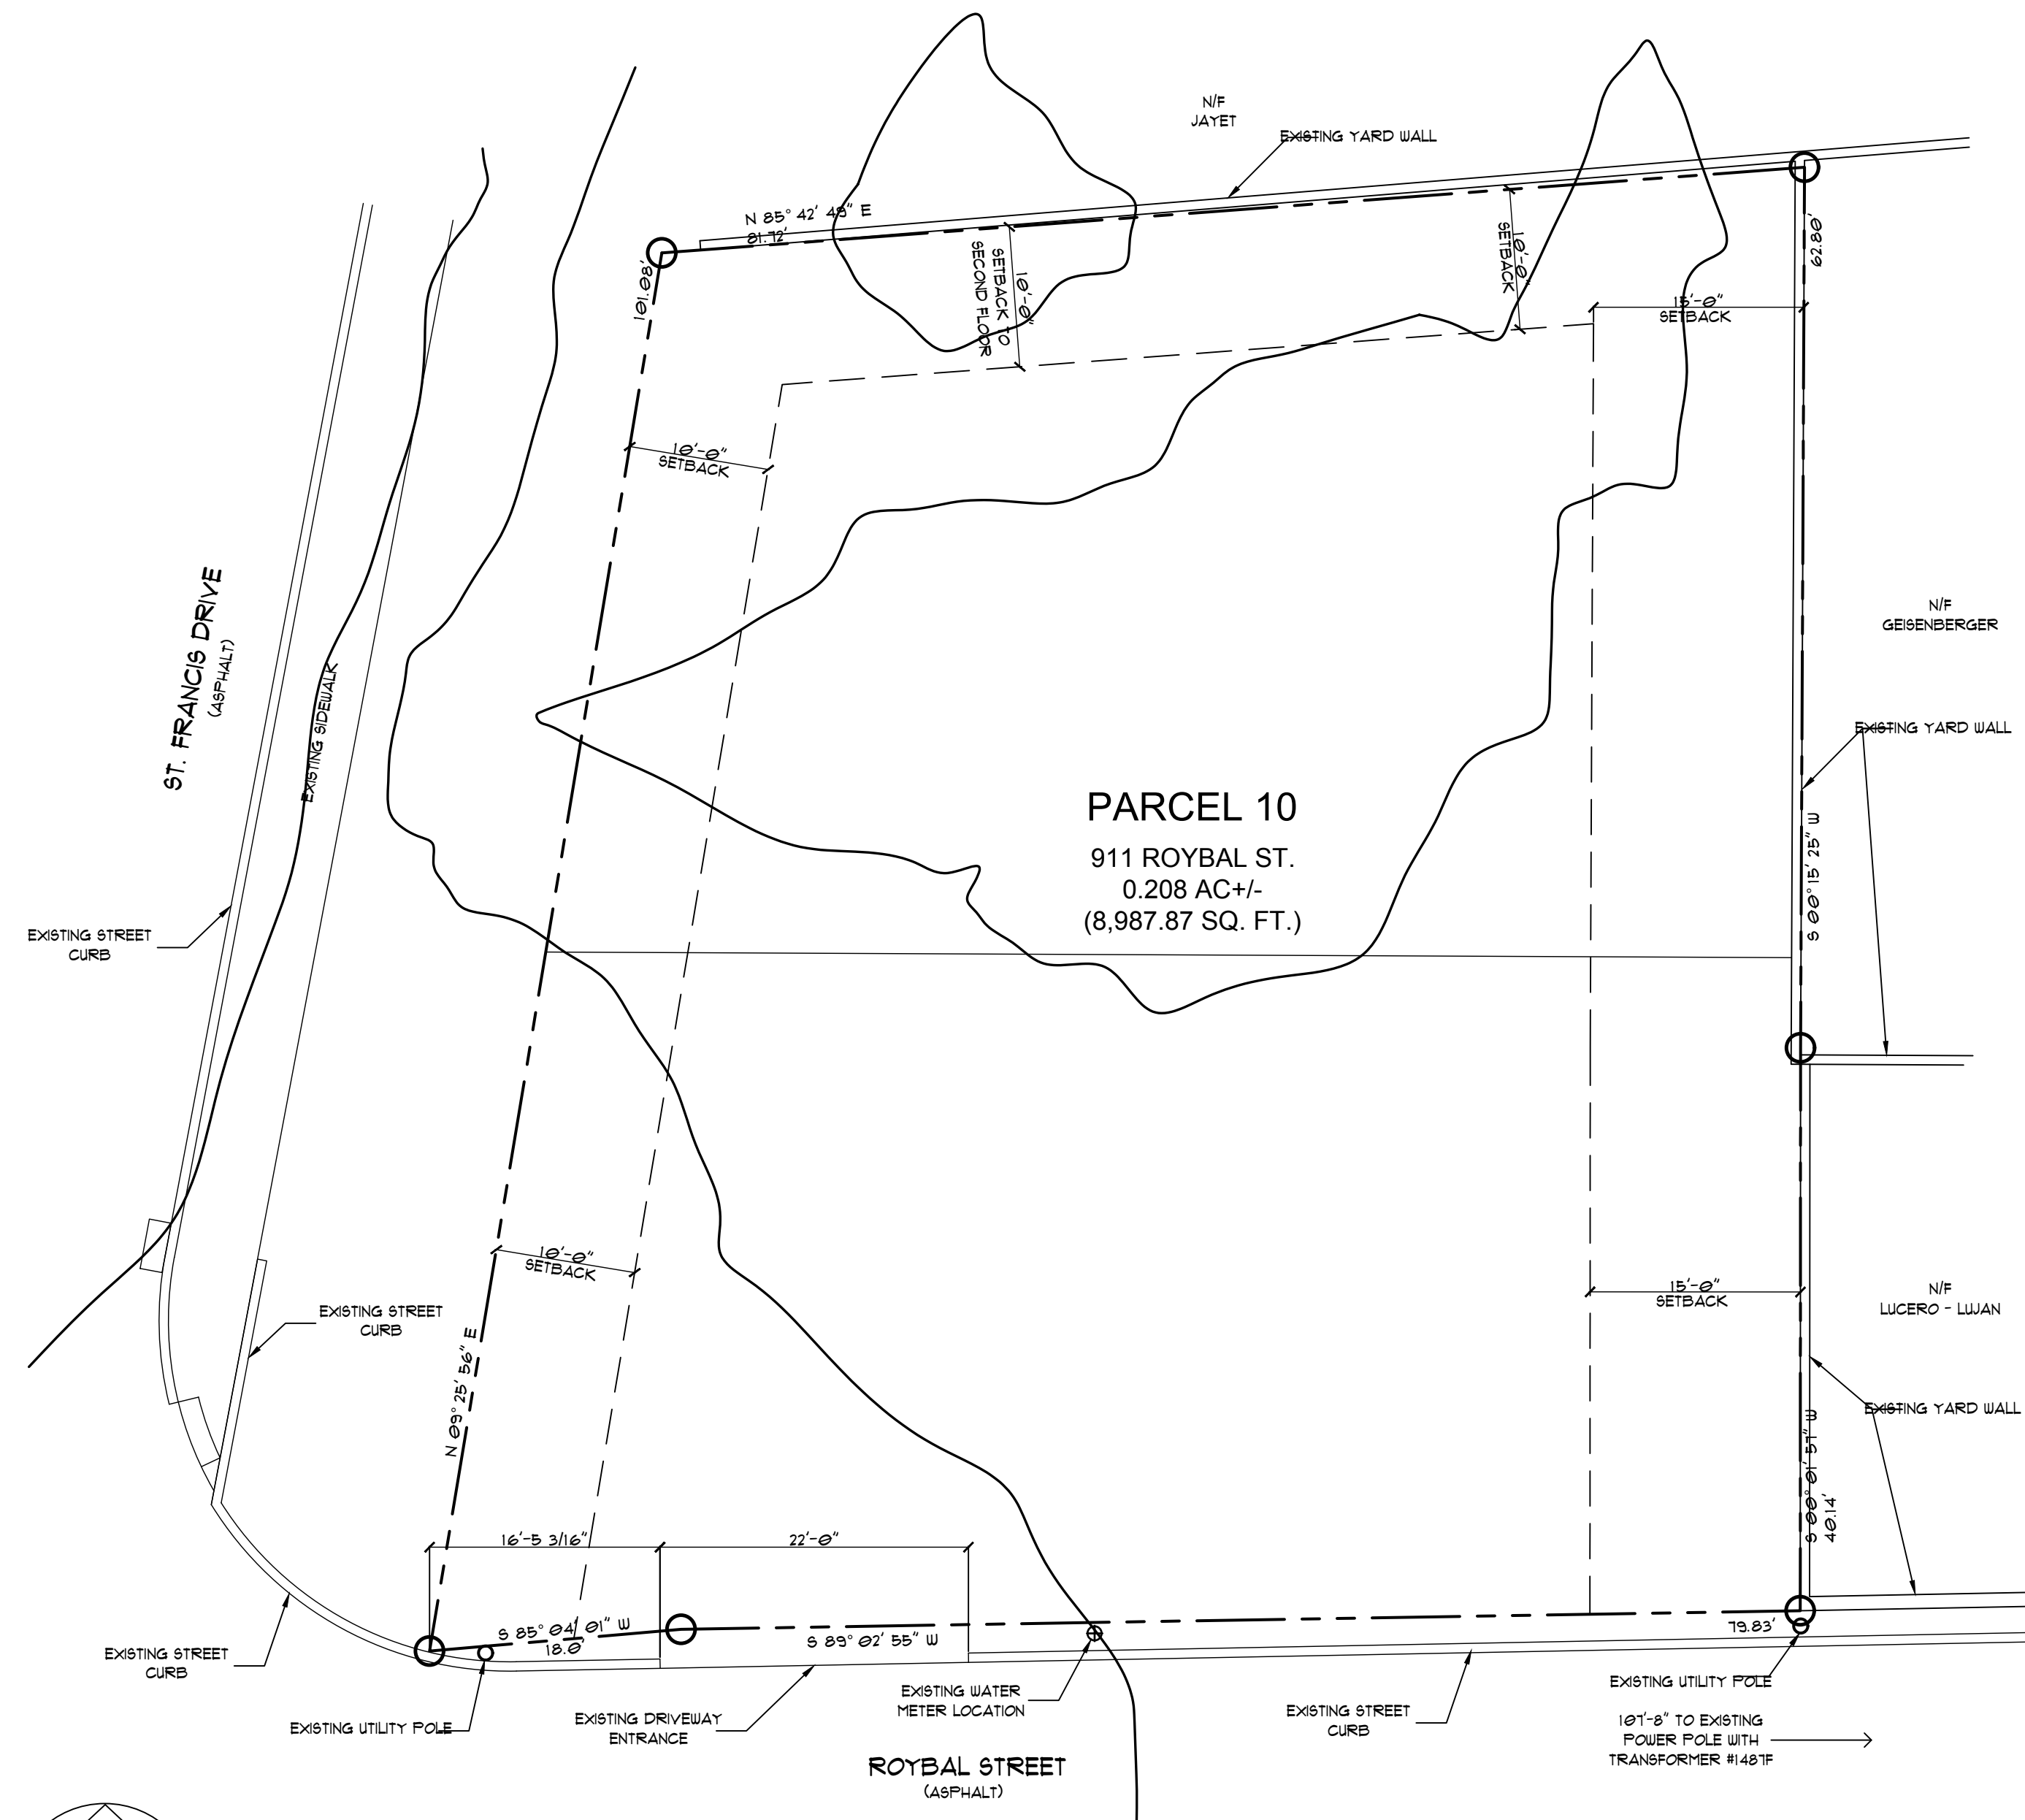 N/F
JAYET
EXISTING YARD WALL
N 85° 42' 48" E
81.72'
101.08'
62.80'
SETBACK TO
SECOND FLOOR
10'-0"
10'-0"
SETBACK
15'-0"
SETBACK
10'-0"
SETBACK
ST. FRANCIS DRIVE
(ASPHALT)
EXISTING SIDEWALK
N/F
GEISENBERGER
EXISTING YARD WALL
PARCEL 10
911 ROYBAL ST.
0.208 AC+/-
(8,987.87 SQ. FT.)
S 00° 15' 25" W
EXISTING STREET
CURB
10'-0"
SETBACK
15'-0"
SETBACK
N/F
LUCERO - LUJAN
EXISTING STREET
CURB
N 09° 25' 56" E
EXISTING YARD WALL
S 00° 01' 57" W
40.14'
16'-5 3/16"
22'-0"
S 85° 04' 01" W
18.0'
S 89° 02' 55" W
79.83'
EXISTING STREET
CURB
EXISTING UTILITY POLE
EXISTING DRIVEWAY
ENTRANCE
EXISTING WATER
METER LOCATION
EXISTING STREET
CURB
EXISTING UTILITY POLE
107'-8" TO EXISTING
POWER POLE WITH
TRANSFORMER #1487F
ROYBAL STREET
(ASPHALT)